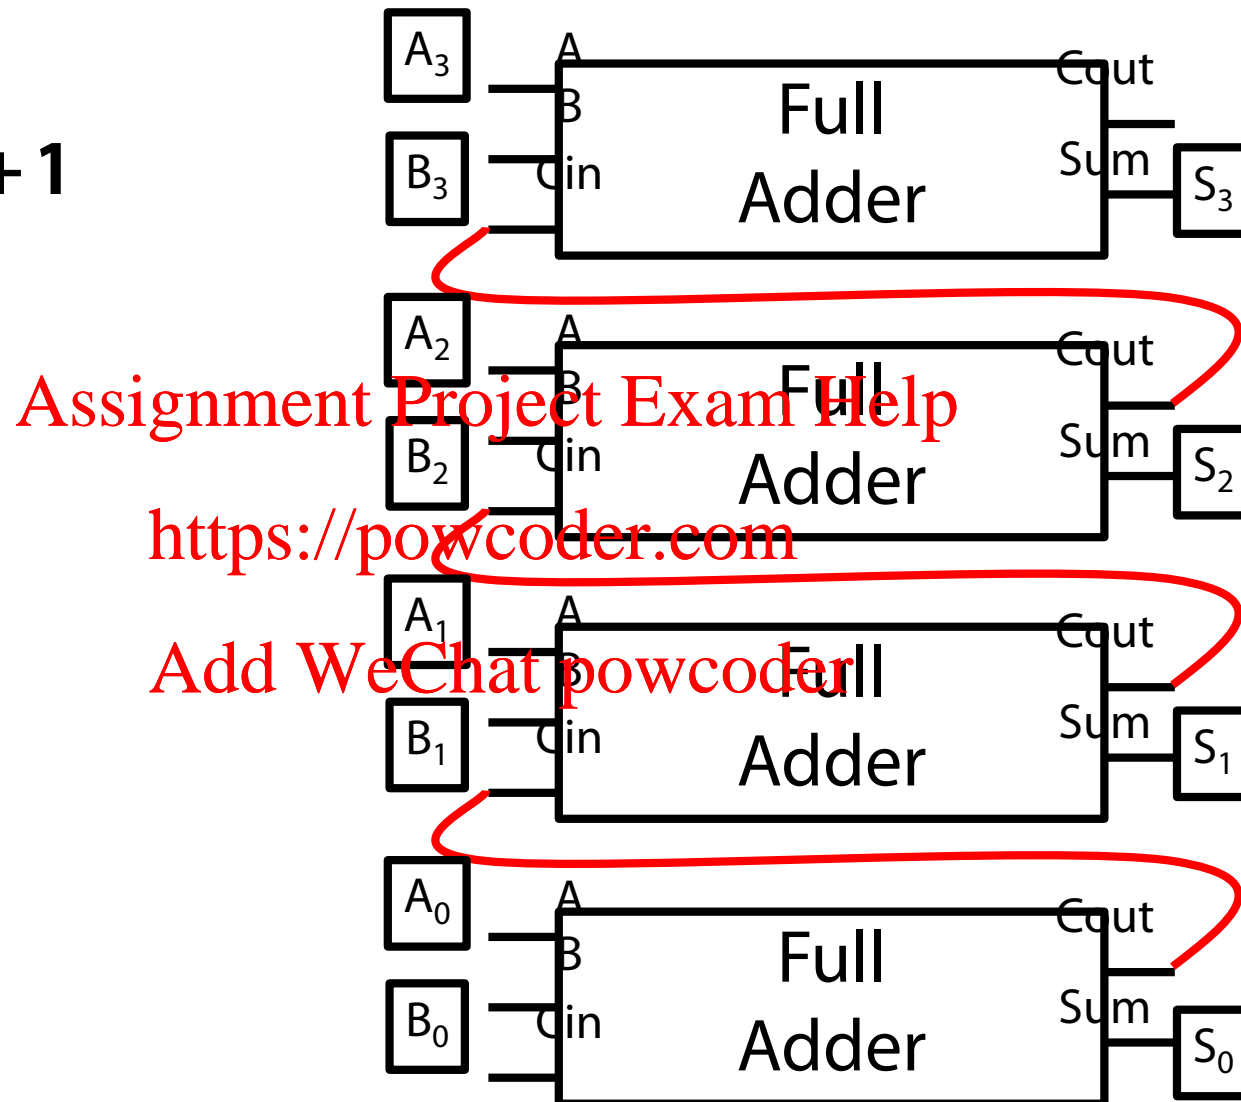 A3
A
Cout
B
Full
+ 1
B3
Cin
Sum
S3
Adder
A2
A
Cout
B
Full
Assignment Project Exam Help
B2
Cin
Sum
S2
Adder
https://powcoder.com
A1
A
Cout
B
Full
Add WeChat powcoder
B1
Cin
Sum
S1
Adder
A0
A
Cout
B
Full
B0
Cin
Sum
S0
Adder